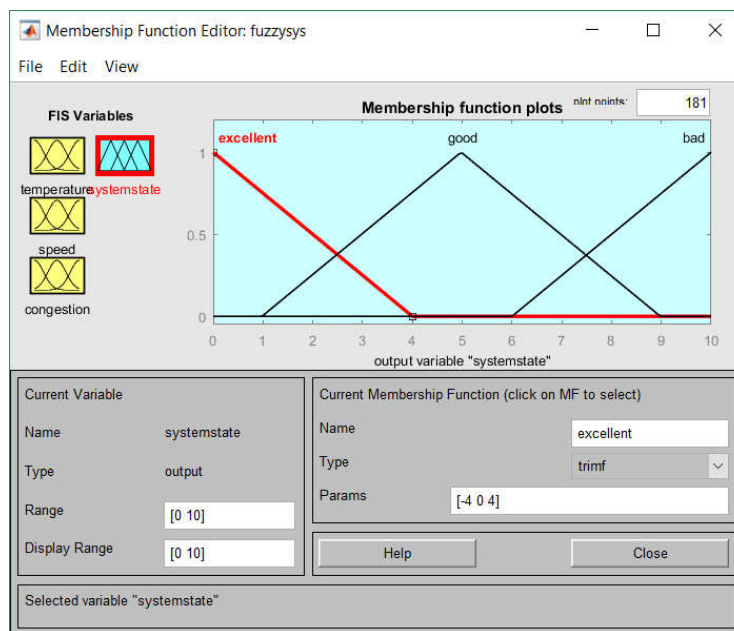 Membership Function Editor: fuzzysys
File Edit View
FIS Variables
Membership function plots
plot points:
181
temperature
systemstate
speed
congestion
excellent
good
bad
1
0.5
0
0 1 2 3 4 5 6 7 8 9 10
output variable "systemstate"
Current Variable
Name systemstate
Type output
Range [0 10]
Display Range [0 10]
Current Membership Function (click on MF to select)
Name excellent
Type trimf
Params [-4 0 4]
Help Close
Selected variable "systemstate"